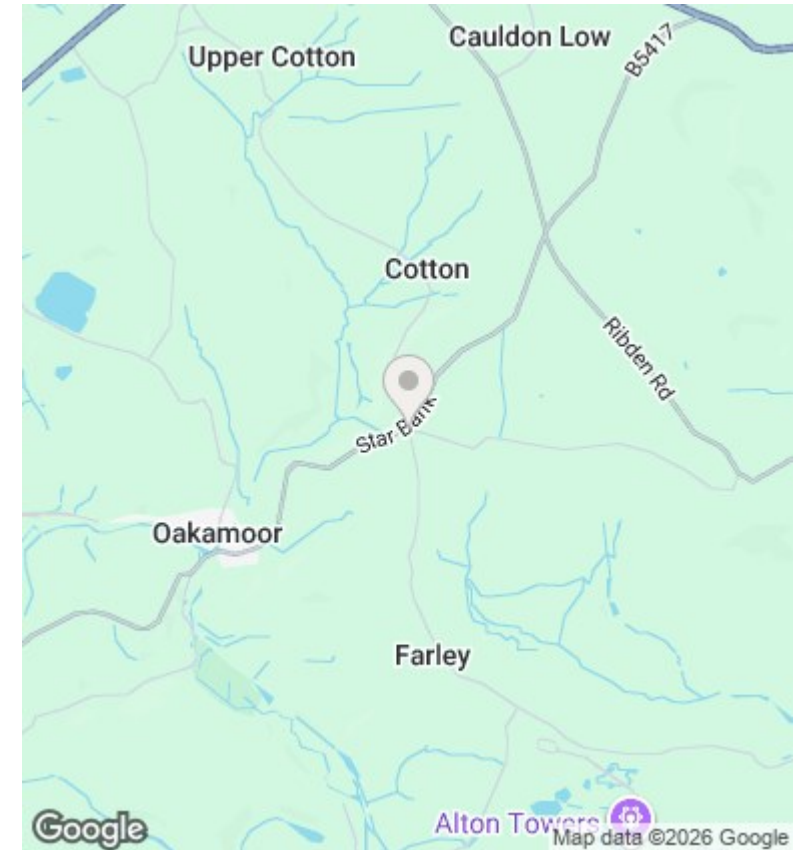 Cauldon Low
Upper Cotton
B5417
Cotton
Ribden Rd
Star Bank
Oakamoor
Farley
Alton Towers
Google
Map data ©2026 Google